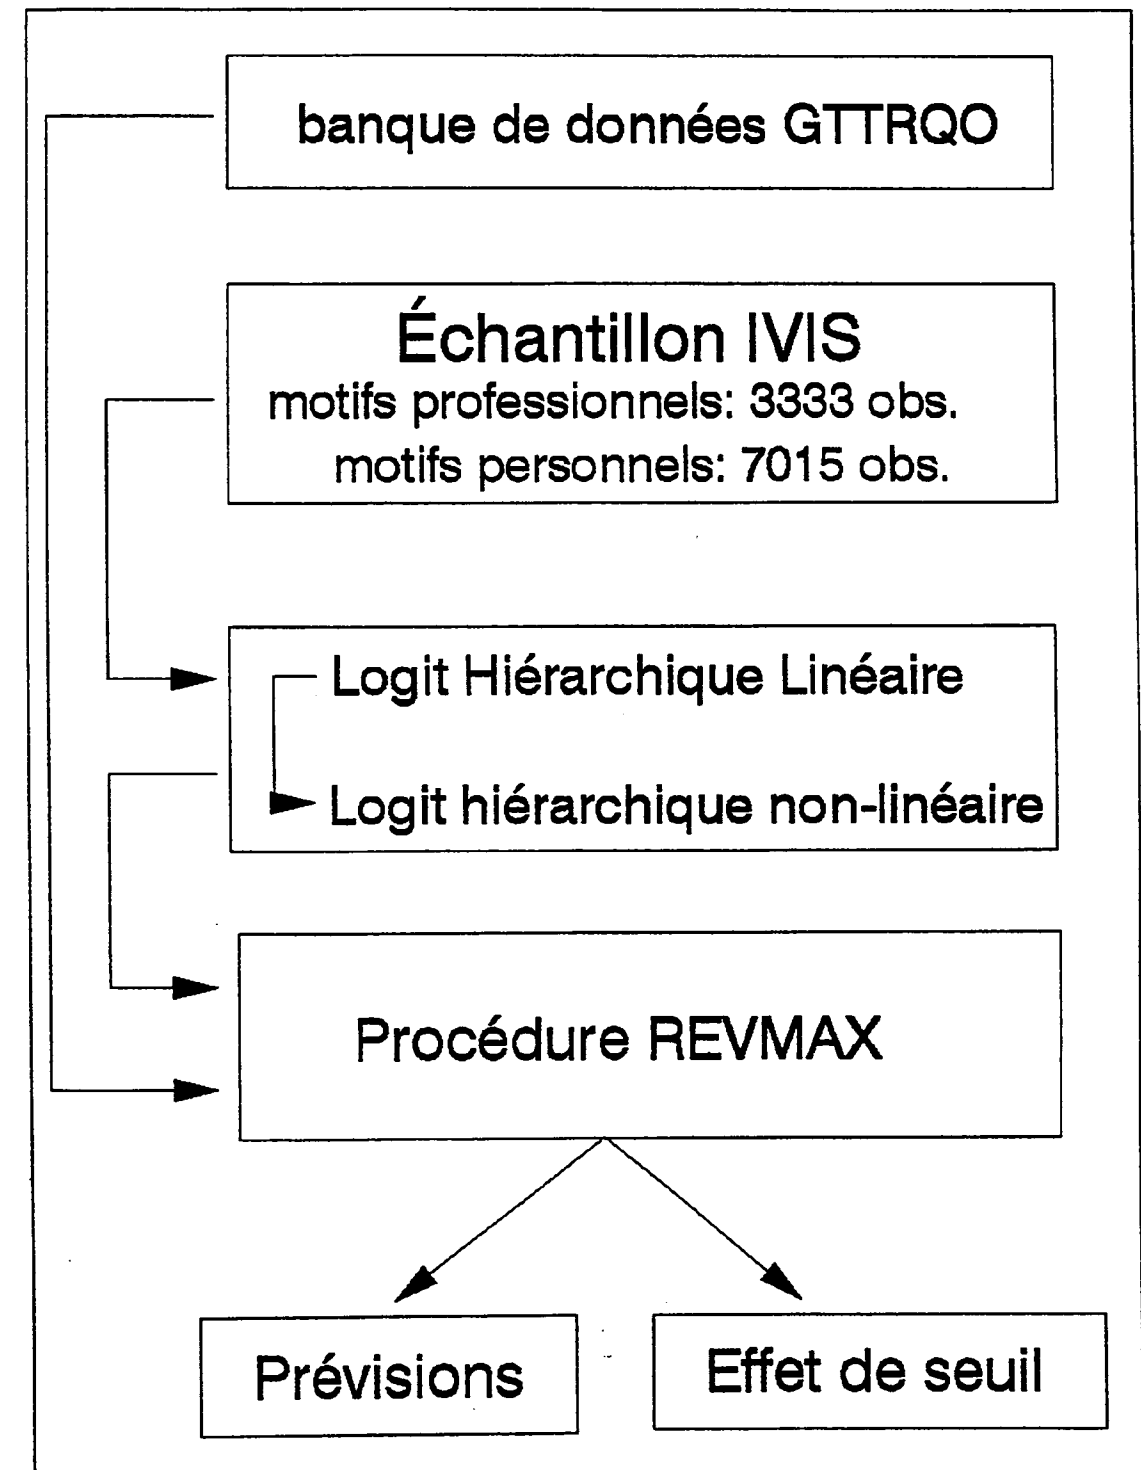 banque de données GTTRQO
Échantillon IVIS
motifs professionnels: 3333 obs.
motifs personnels: 7015 obs.
Logit Hiérarchique Linéaire
Logit hiérarchique non-linéaire
Procédure REVMAX
Prévisions
Effet de seuil